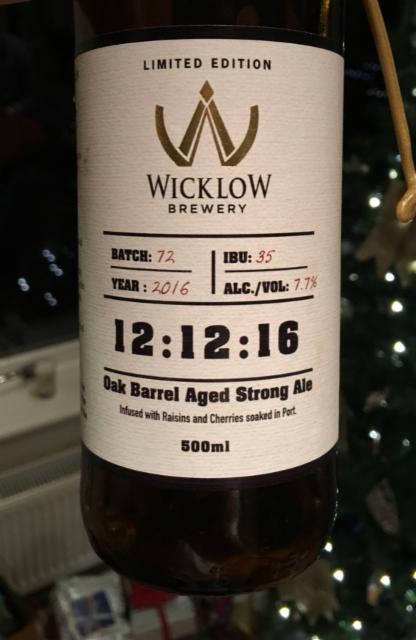 LIMITED EDITION
WICKLOW
BREWERY
BATCH: 72 IBU: 35
YEAR: 2016 ALC./VOL: 7.7%
12:12:16
Oak Barrel Aged Strong Ale
Infused with Raisins and Cherries soaked in Port.
500ml